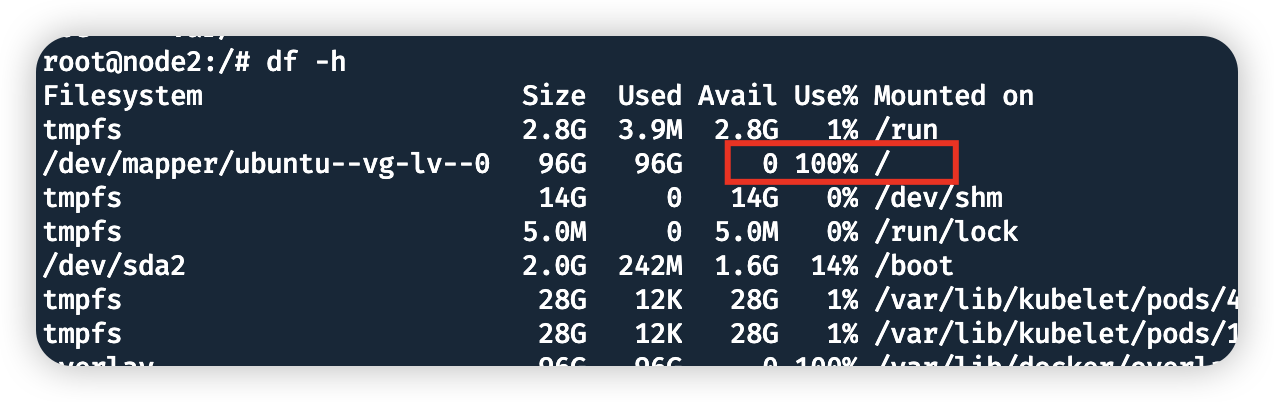 root@node2:/# df -h
Filesystem                         Size  Used Avail Use% Mounted on
tmpfs                              2.8G  3.9M  2.8G   1% /run
/dev/mapper/ubuntu--vg-lv--0        96G   96G     0 100% /
tmpfs                               14G     0   14G   0% /dev/shm
tmpfs                              5.0M     0  5.0M   0% /run/lock
/dev/sda2                          2.0G  242M  1.6G  14% /boot
tmpfs                               28G   12K   28G   1% /var/lib/kubelet/pods/4
tmpfs                               28G   12K   28G   1% /var/lib/kubelet/pods/1
overlay                             96G   96G     0 100% /var/lib/docker/overl